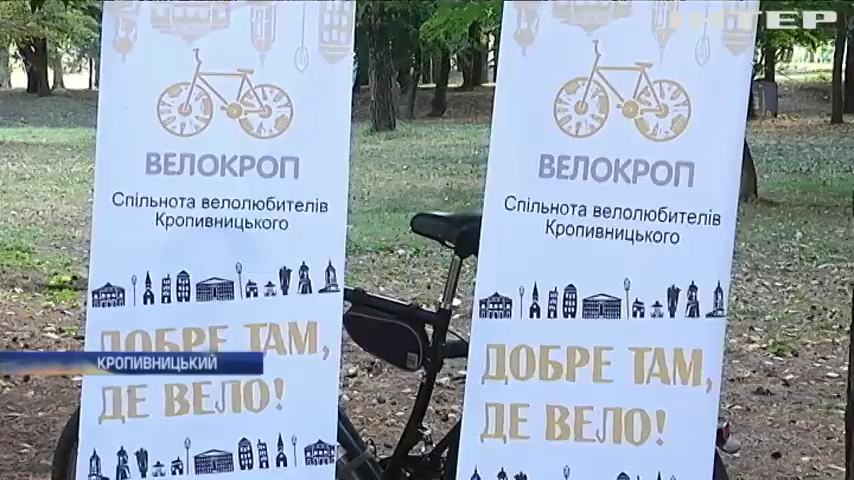 ІНТЕР
ВЕЛОКРОП
Спільнота велолюбителів
Кропивницького
ДОБРЕ ТАМ,
ДЕ ВЕЛО!
ВЕЛОКРОП
Спільнота велолюбителів
Кропивницького
ДОБРЕ ТАМ,
ДЕ ВЕЛО!
КРОПИВНИЦЬКИЙ